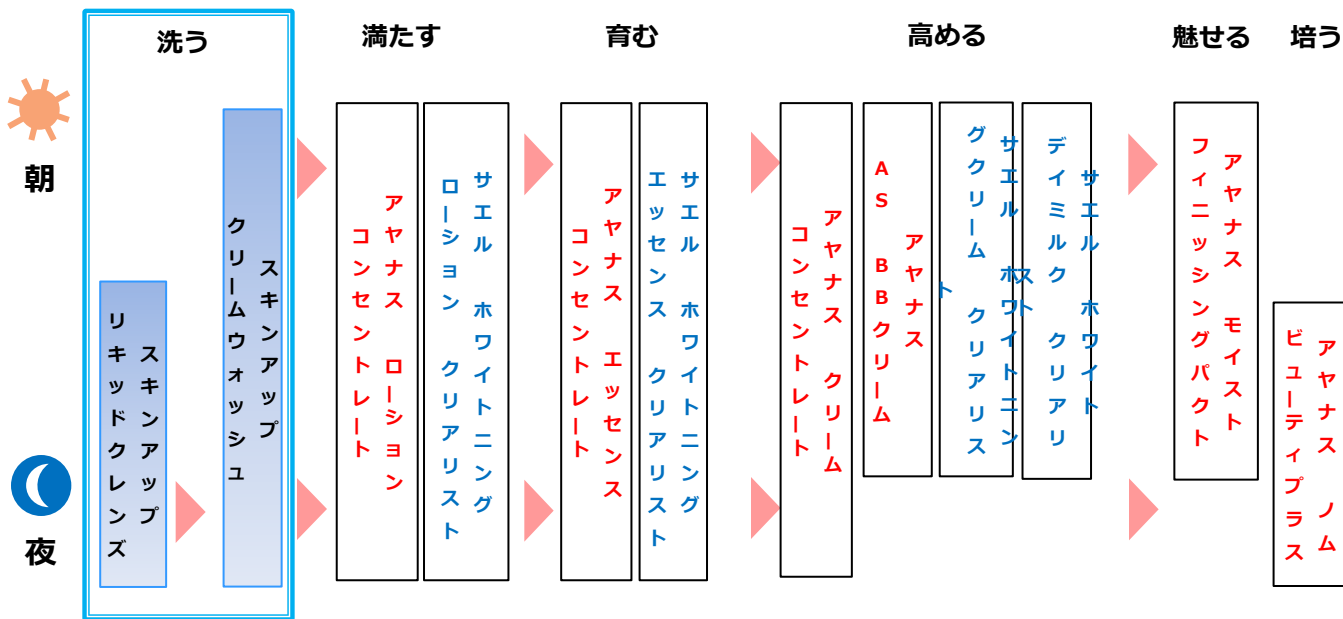 洗う
満たす
育む
高める
魅せる
培う
朝
夜
スキンアップ
リキッドクレンズ
スキンアップ
クリームウォッシュ
アヤナス ローション
コンセントレート
サエル ホワイトニング
ローション クリアリスト
アヤナス エッセンス
コンセントレート
サエル ホワイトニング
エッセンス クリアリスト
アヤナス クリーム
コンセントレート
アヤナス
AS BBクリーム
サエル ホワイトニン
グクリーム クリアリス
ト
サエル ホワイト
デイミルク クリアリ
スト
アヤナス モイスト
フィニッシングパクト
アヤナス ノム
ビューティプラス